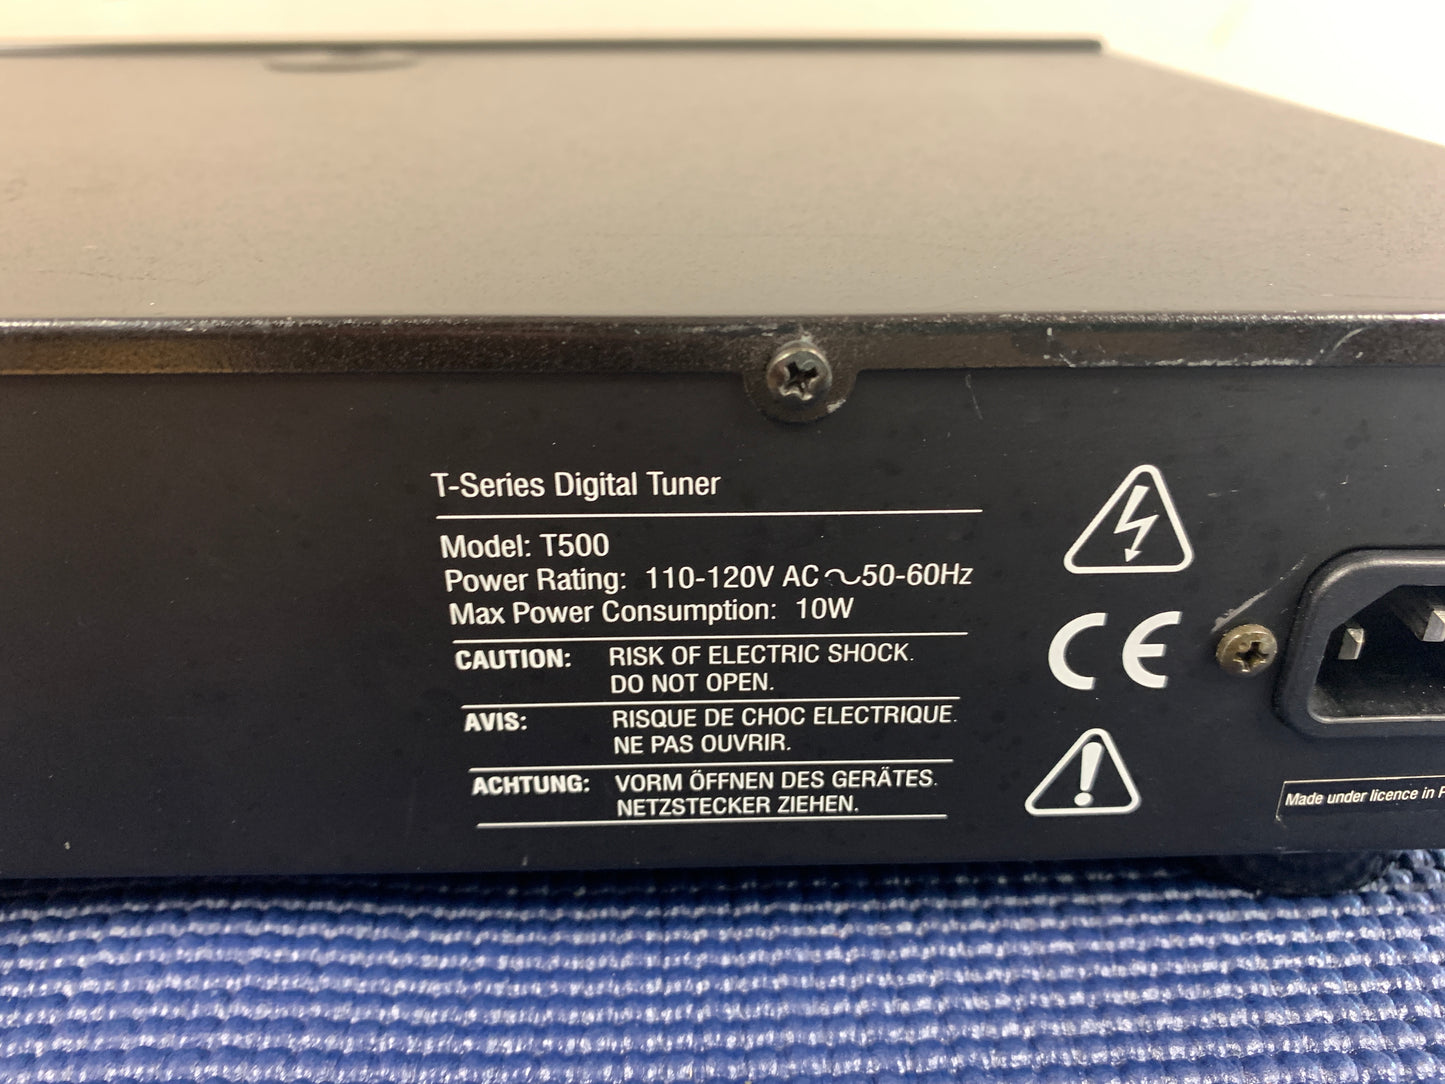 T-Series Digital Tuner
Model: T500
Power Rating: 110-120V AC ~50-60Hz
Max Power Consumption: 10W
CAUTION: RISK OF ELECTRIC SHOCK.
DO NOT OPEN.
AVIS: RISQUE DE CHOC ELECTRIQUE.
NE PAS OUVRIR.
ACHTUNG: VORM ÖFFNEN DES GERÄTES.
NETZSTECKER ZIEHEN.
CE
Made under licence in